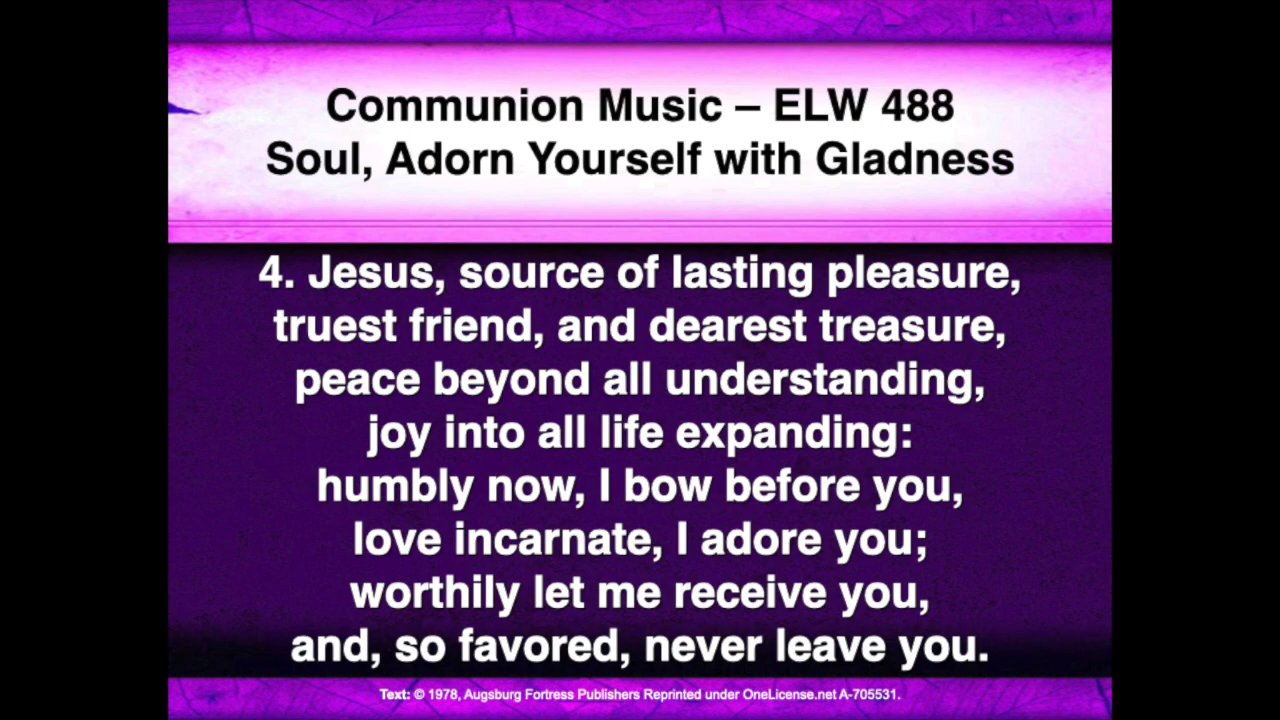 Communion Music – ELW 488
Soul, Adorn Yourself with Gladness
4. Jesus, source of lasting pleasure,
truest friend, and dearest treasure,
peace beyond all understanding,
joy into all life expanding:
humbly now, I bow before you,
love incarnate, I adore you;
worthily let me receive you,
and, so favored, never leave you.
Text: © 1978, Augsburg Fortress Publishers Reprinted under OneLicense.net A-705531.